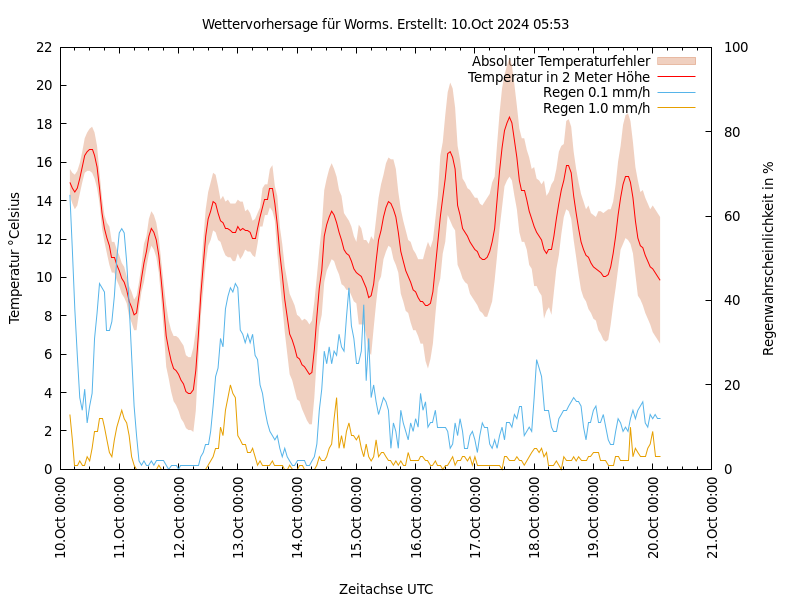 Wettervorhersage für Worms. Erstellt: 10.Oct 2024 05:53
Absoluter Temperaturfehler
Temperatur in 2 Meter Höhe
Regen 0.1 mm/h
Regen 1.0 mm/h
Temperatur °Celsius
22
20
18
16
14
12
10
8
6
4
2
0
100
80
60
40
20
0
Regenwahrscheinlichkeit in %
10.Oct 00:00
11.Oct 00:00
12.Oct 00:00
13.Oct 00:00
14.Oct 00:00
15.Oct 00:00
16.Oct 00:00
17.Oct 00:00
18.Oct 00:00
19.Oct 00:00
20.Oct 00:00
21.Oct 00:00
Zeitachse UTC